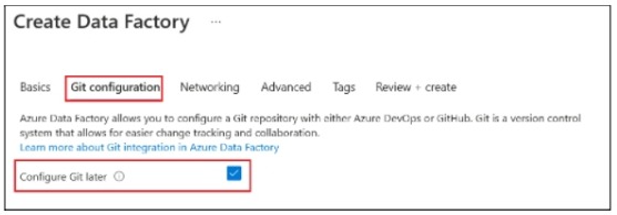 Create Data Factory ...
Basics Git configuration Networking Advanced Tags Review + create
Azure Data Factory allows you to configure a Git repository with either Azure DevOps or GitHub. Git is a version control
system that allows for easier change tracking and collaboration.
Learn more about Git integration in Azure Data Factory
Configure Git later